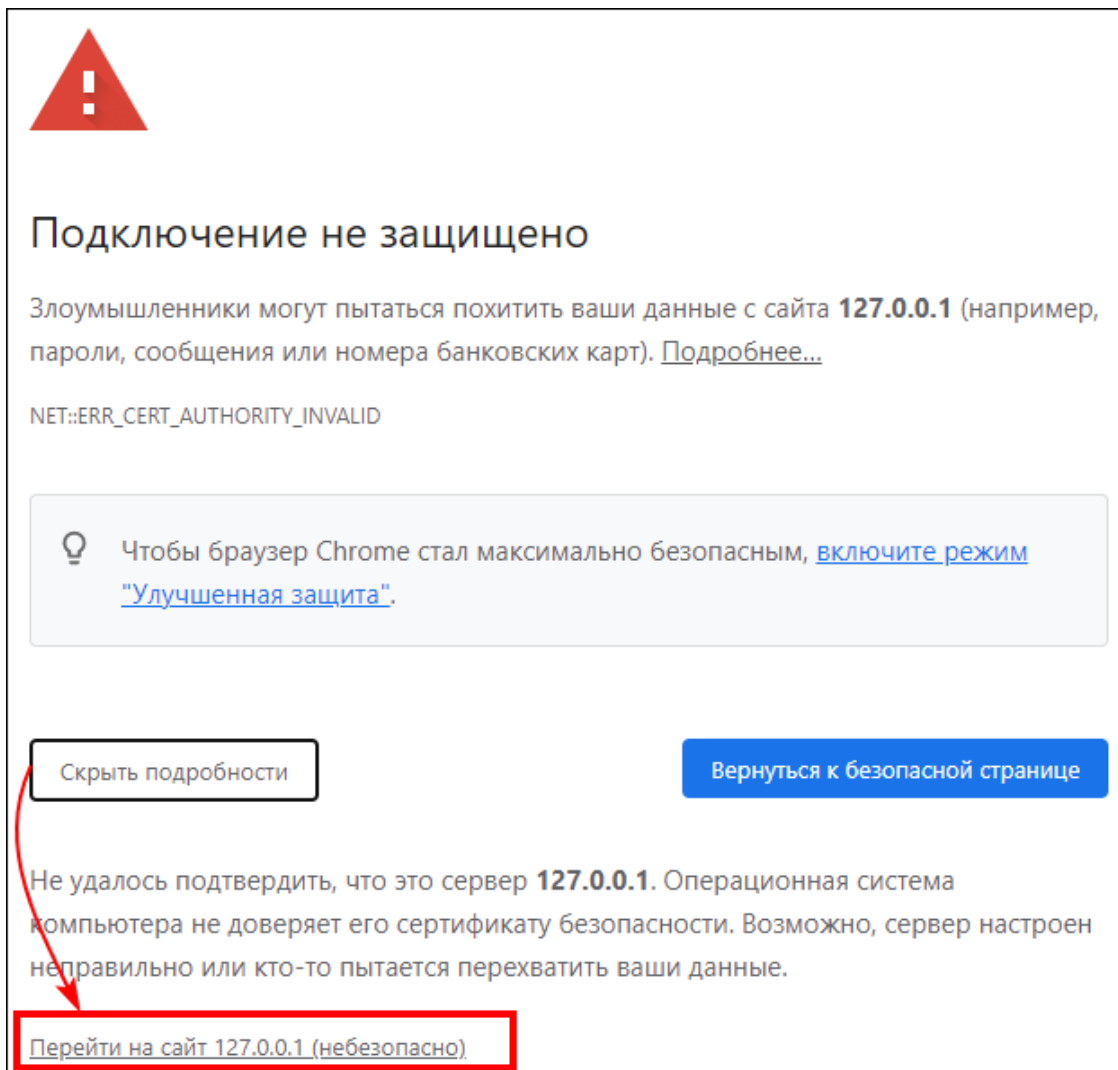 Подключение не защищено
Злоумышленники могут пытаться похитить ваши данные с сайта 127.0.0.1 (например,
пароли, сообщения или номера банковских карт). Подробнее...
NET::ERR_CERT_AUTHORITY_INVALID
Чтобы браузер Chrome стал максимально безопасным, включите режим
"Улучшенная защита".
Скрыть подробности
Вернуться к безопасной странице
Не удалось подтвердить, что это сервер 127.0.0.1. Операционная система
компьютера не доверяет его сертификату безопасности. Возможно, сервер настроен
неправильно или кто-то пытается перехватить ваши данные.
Перейти на сайт 127.0.0.1 (небезопасно)